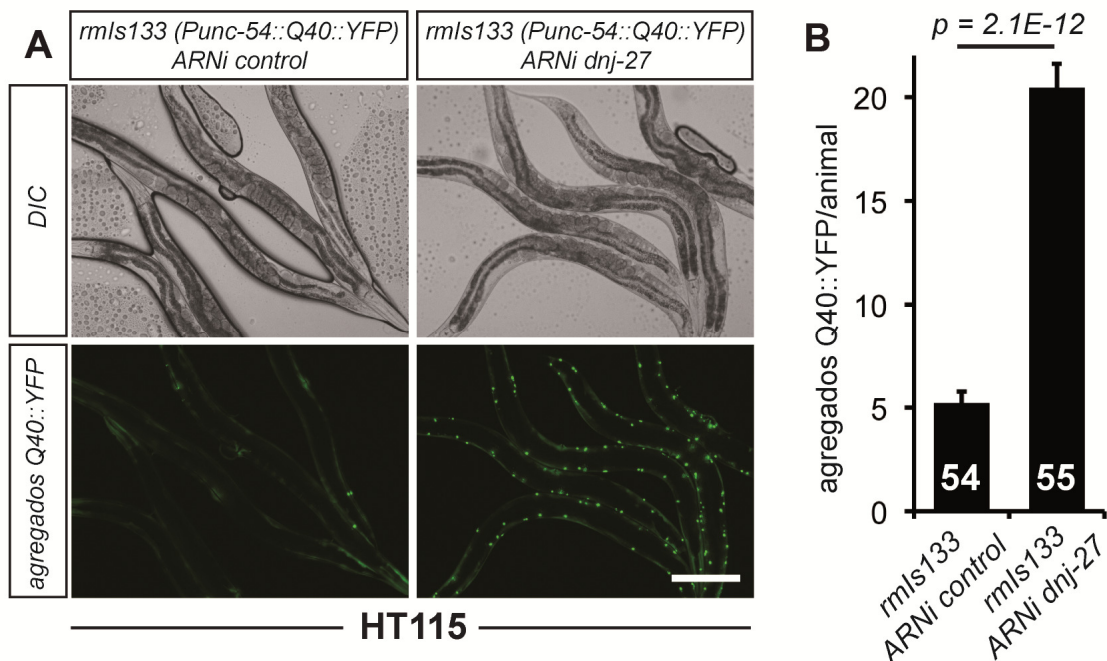 A
rmIs133 (Punc-54::Q40::YFP)
ARNi control
rmIs133 (Punc-54::Q40::YFP)
ARNi dnj-27
DIC
agregados Q40::YFP
HT115
B
p = 2.1E-12
agregados Q40::YFP/animal
20
15
10
5
0
54
55
rmIs133
ARNi control
rmIs133
ARNi dnj-27